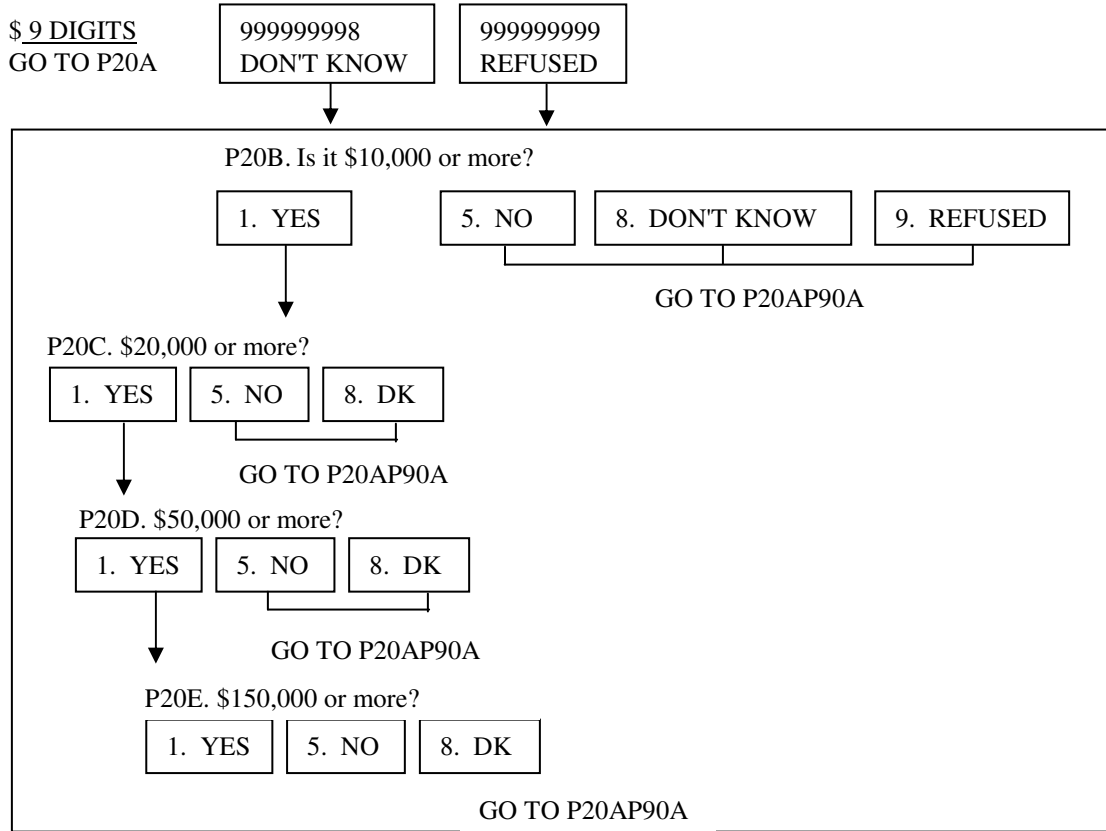 $ 9 DIGITS
GO TO P20A
999999998
DON'T KNOW
999999999
REFUSED
P20B. Is it $10,000 or more?
1. YES
5. NO
8. DON'T KNOW
9. REFUSED
GO TO P20AP90A
P20C. $20,000 or more?
1. YES
5. NO
8. DK
GO TO P20AP90A
P20D. $50,000 or more?
1. YES
5. NO
8. DK
GO TO P20AP90A
P20E. $150,000 or more?
1. YES
5. NO
8. DK
GO TO P20AP90A